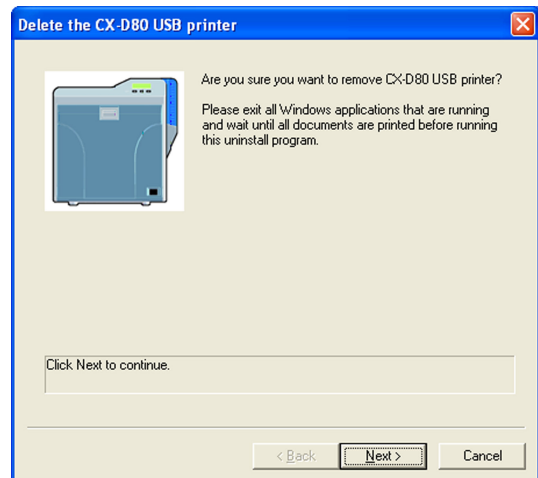 Delete the CX-D80 USB printer
Are you sure you want to remove CX-D80 USB printer?
Please exit all Windows applications that are running
and wait until all documents are printed before running
this uninstall program.
Click Next to continue.
< Back
Next >
Cancel